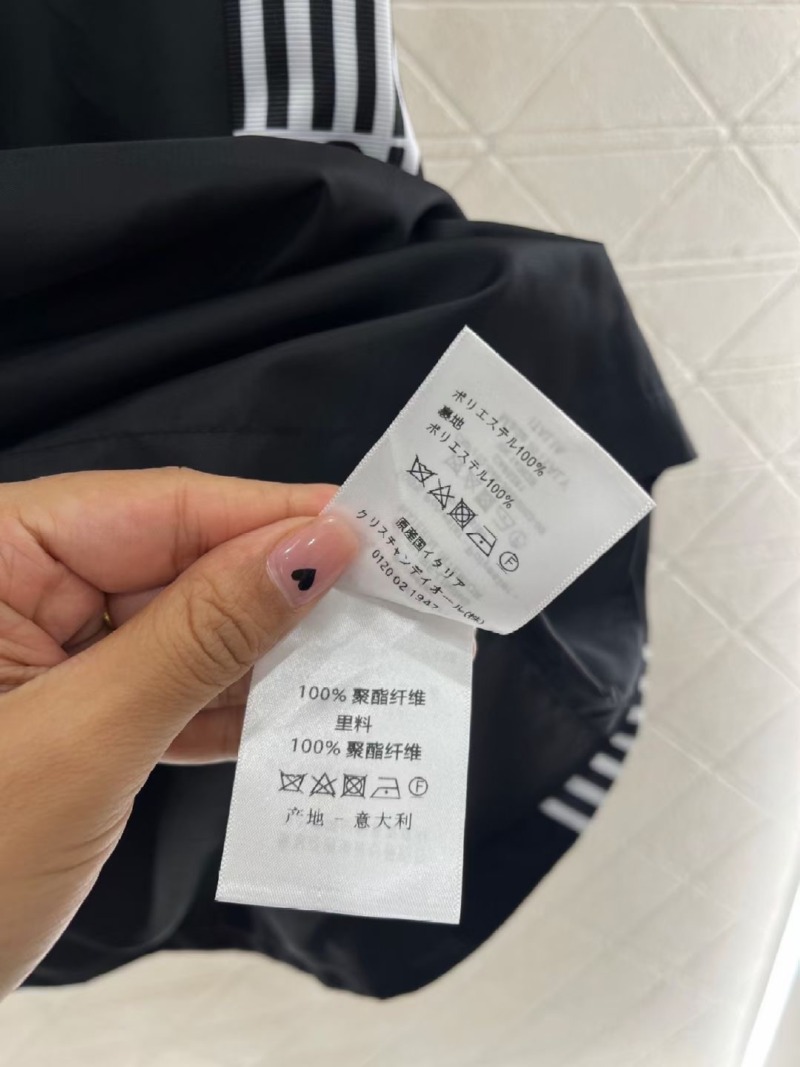 ポリエステル100%
裏地
ポリエステル100%
F
原産国イタリア
クリスチャンディオール(株)
0120 02 1947
100% 聚酯纤维
里料
100% 聚酯纤维
F
产地 - 意大利